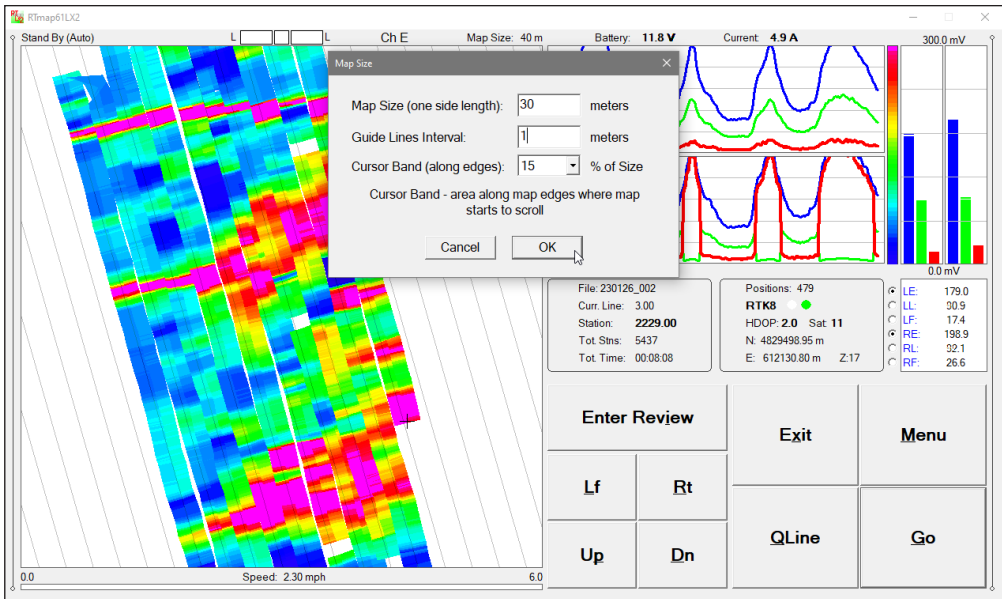 RTmap61LX2
Stand By (Auto) L L Ch E Map Size: 40 m Battery: 11.8 V Current: 4.9 A
300.0 mV
Map Size
Map Size (one side length): 30 meters
Guide Lines Interval: 1 meters
Cursor Band (along edges): 15 % of Size
Cursor Band - area along map edges where map
starts to scroll
Cancel OK
0.0 mV
File: 230126_002
Curr. Line: 3.00
Station: 2229.00
Tot. Stns: 5437
Tot. Time: 00:08:08
Positions: 479
RTK8
HDOP: 2.0 Sat: 11
N: 4829498.95 m
E: 612130.80 m Z:17
LE: 179.0
LL: 80.9
LF: 17.4
RE: 198.9
RL: 92.1
RF: 26.6
Enter Review
Exit
Menu
Lf
Rt
Up
Dn
QLine
Go
0.0 Speed: 2.30 mph 6.0